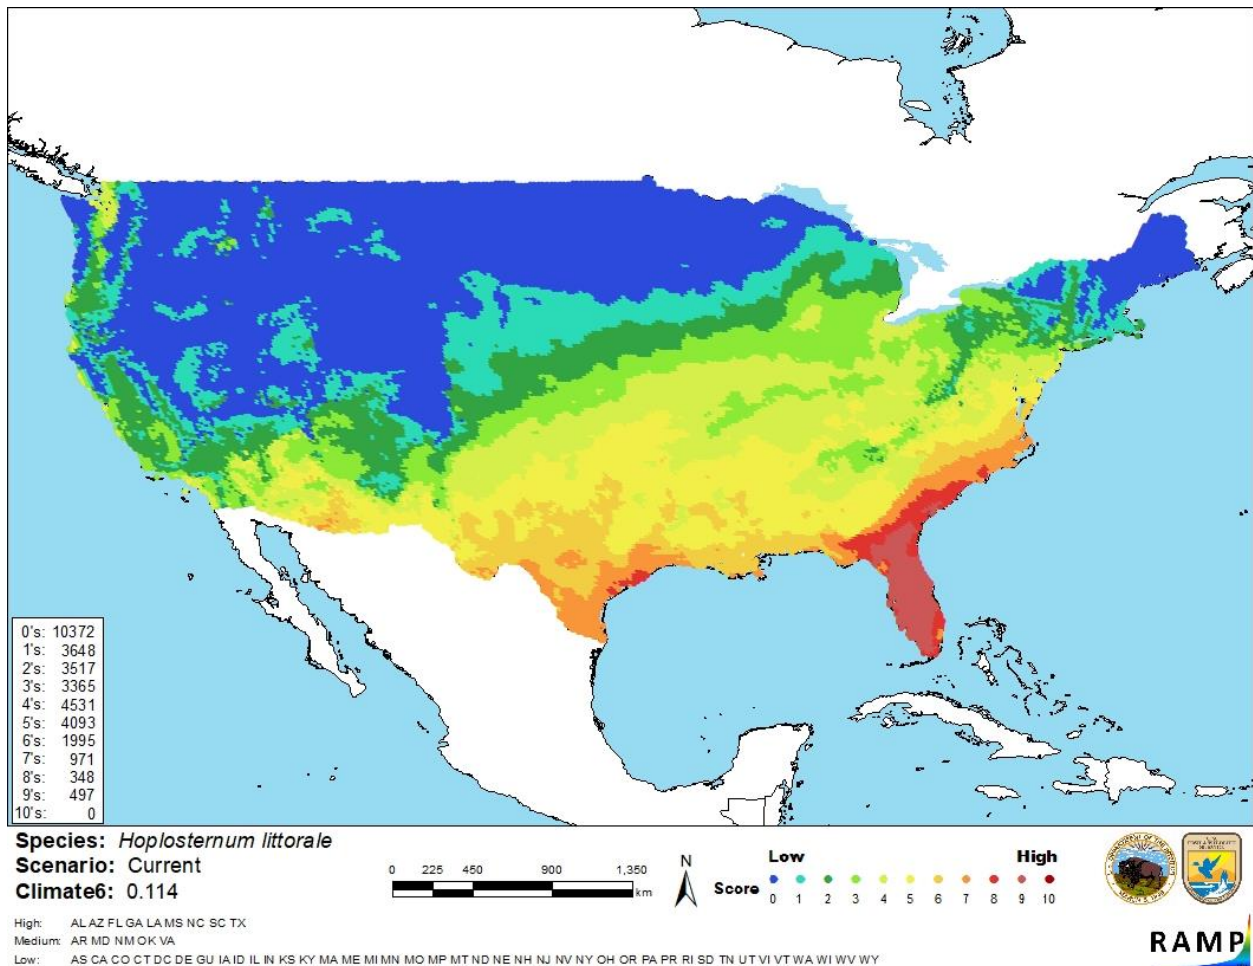 0's: 10372
1's: 3648
2's: 3517
3's: 3365
4's: 4531
5's: 4093
6's: 1995
7's: 971
8's: 348
9's: 497
10's: 0
Species: Hoplosternum littorale
Scenario: Current
Climate6: 0.114
0 225 450 900 1,350
km
N
Low High
Score
0 1 2 3 4 5 6 7 8 9 10
High: AL AZ FL GA LA MS NC SC TX
Medium: AR MD NM OK VA
Low: AS CA CO CT DC DE GU IA ID IL IN KS KY MA ME MI MN MO MP MT ND NE NH NJ NV NY OH OR PA PR RI SD TN UT VI VT WA WI WV WY
RAMP